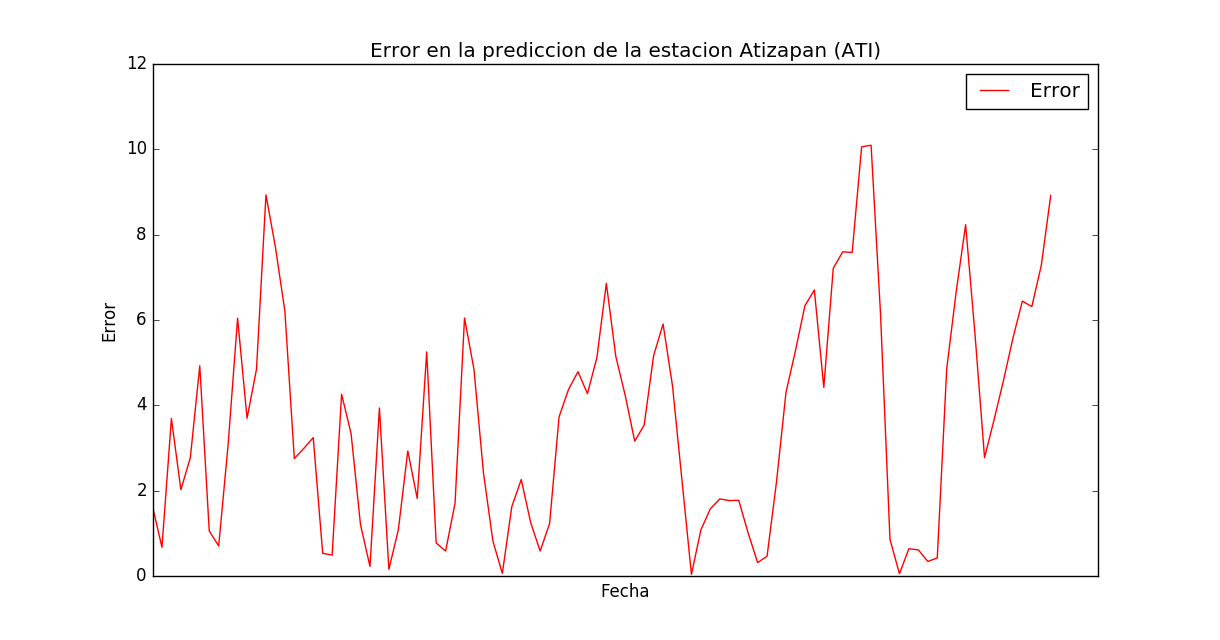 Error en la prediccion de la estacion Atizapan (ATI)
Error
12
10
8
6
4
2
0
Error
Fecha